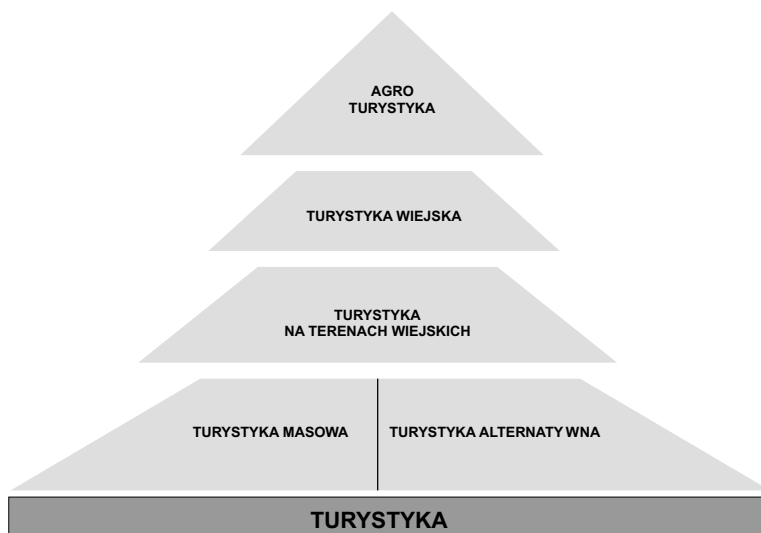 AGRO
TURYSTYKA
TURYSTYKA WIEJSKA
TURYSTYKA
NA TERENACH WIEJSKICH
TURYSTYKA MASOWA
TURYSTYKA ALTERNATY WNA
TURYSTYKA